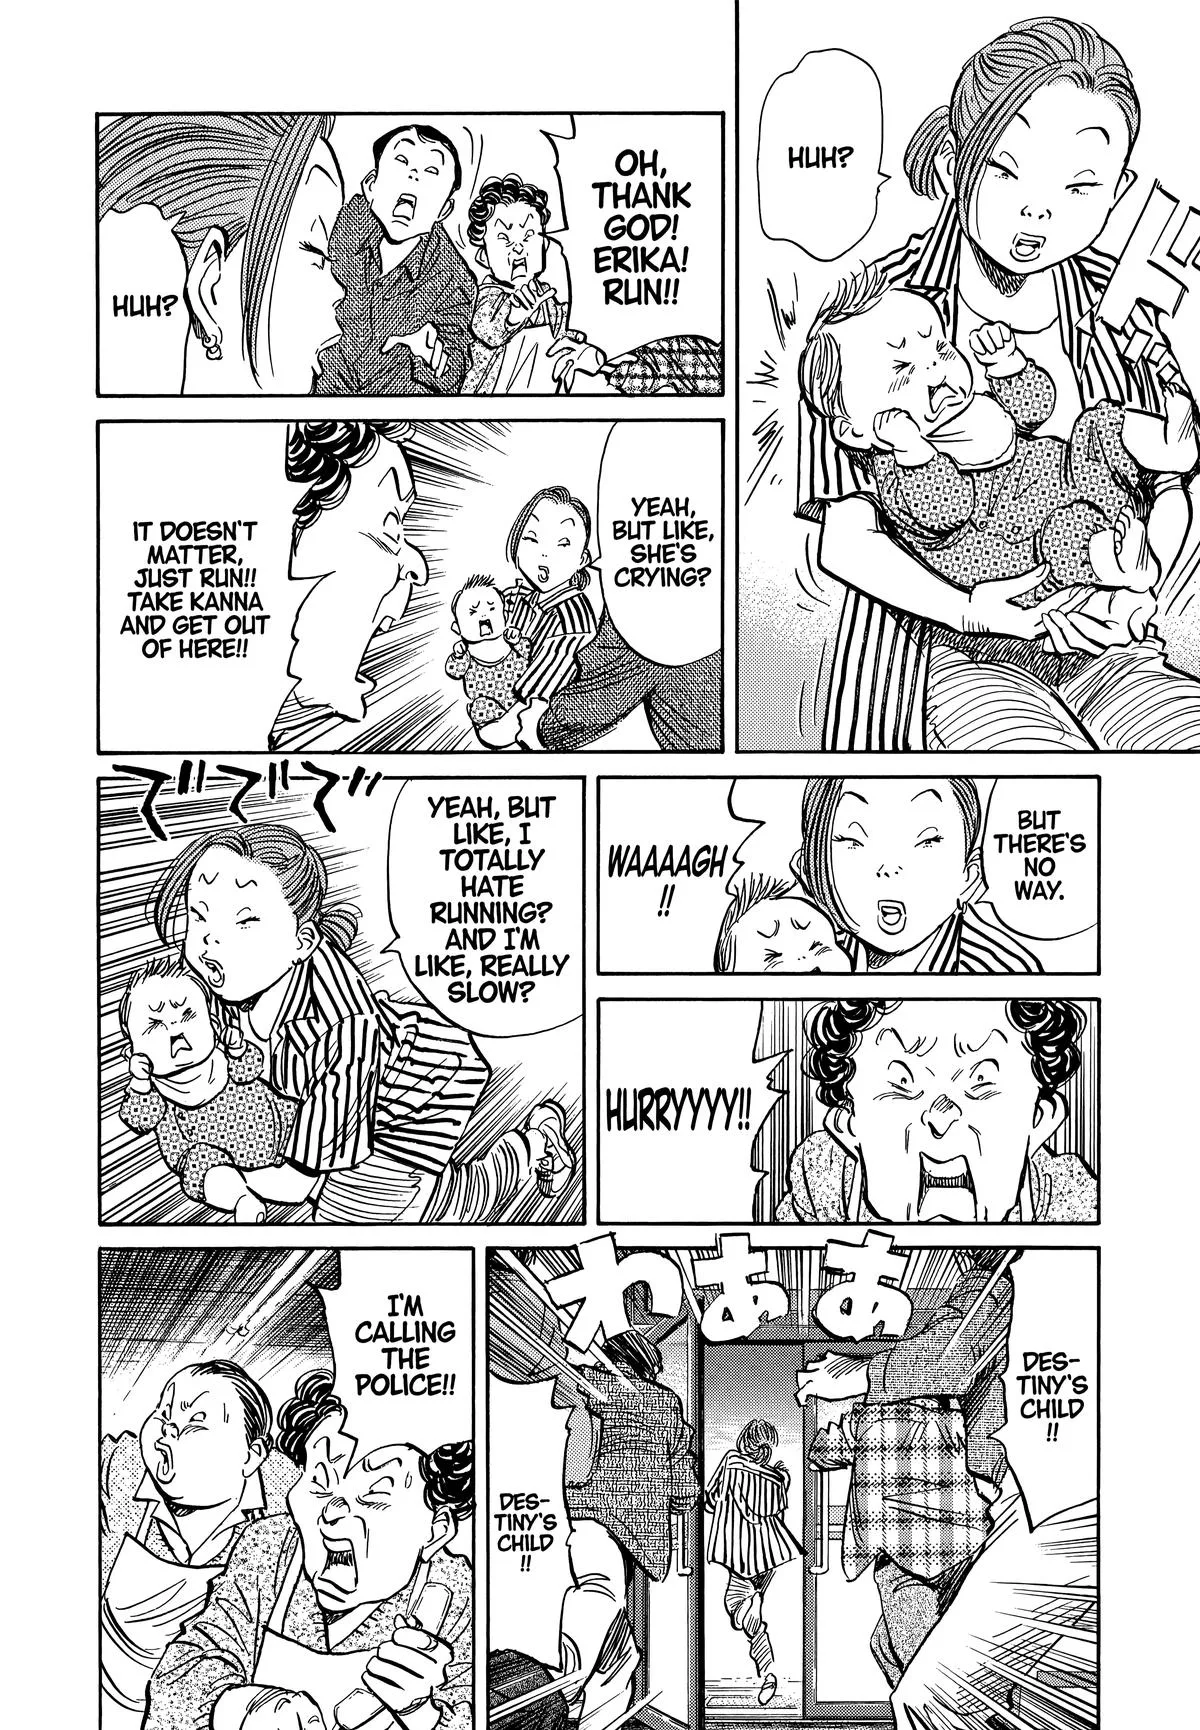 HUH?
OH,
THANK
GOD!
ERIKA!
RUN!!
HUH?
YEAH,
BUT LIKE,
SHE'S
CRYING?
IT DOESN'T
MATTER,
JUST RUN!!
TAKE KANNA
AND GET OUT
OF HERE!!
BUT
THERE'S
NO
WAY.
WAAAAGH
!!
HURRYYYY!!
YEAH, BUT
LIKE, I
TOTALLY
HATE
RUNNING?
AND I'M
LIKE, REALLY
SLOW?
DES-
TINY'S
CHILD
!!
わああ
DES-
TINY'S
CHILD
!!
I'M
CALLING
THE
POLICE!!